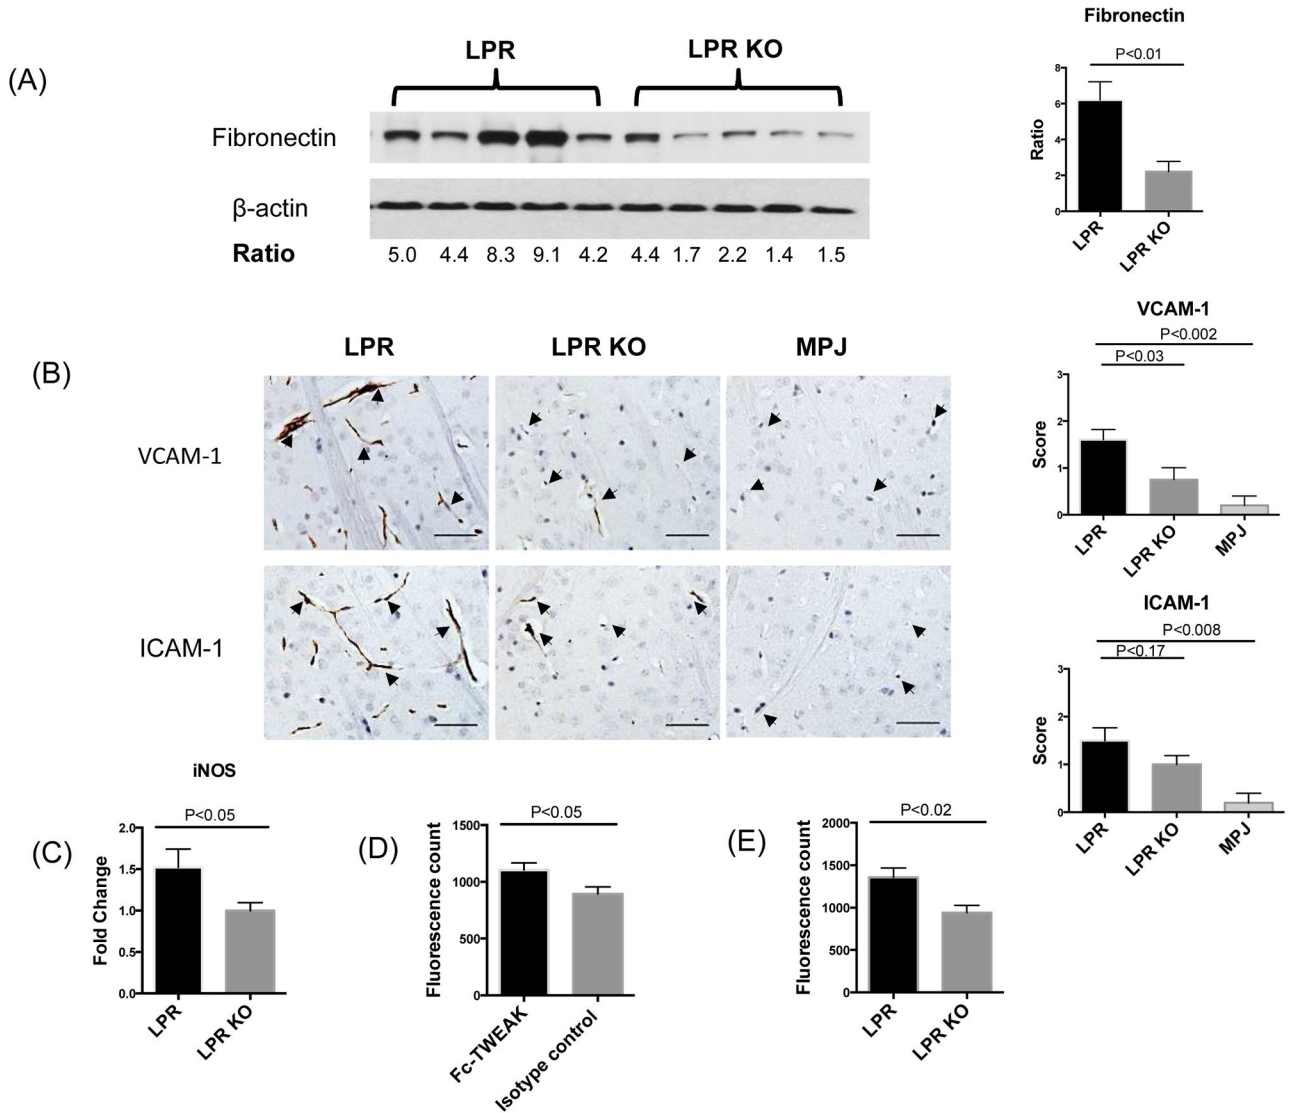 (A)
LPR
LPR KO
Fibronectin
β-actin
Ratio
5.0 4.4 8.3 9.1 4.2 4.4 1.7 2.2 1.4 1.5
Fibronectin
P<0.01
Ratio
8
6
4
2
0
LPR
LPR KO
(B)
LPR
LPR KO
MPJ
VCAM-1
ICAM-1
VCAM-1
P<0.002
P<0.03
Score
3
2
1
0
LPR
LPR KO
MPJ
ICAM-1
P<0.008
P<0.17
Score
3
2
1
0
LPR
LPR KO
MPJ
(C)
iNOS
P<0.05
Fold Change
2.0
1.5
1.0
0.5
0.0
LPR
LPR KO
(D)
P<0.05
Fluorescence count
1500
1000
500
0
Fc-TWEAK
Isotype control
(E)
P<0.02
Fluorescence count
2000
1500
1000
500
0
LPR
LPR KO